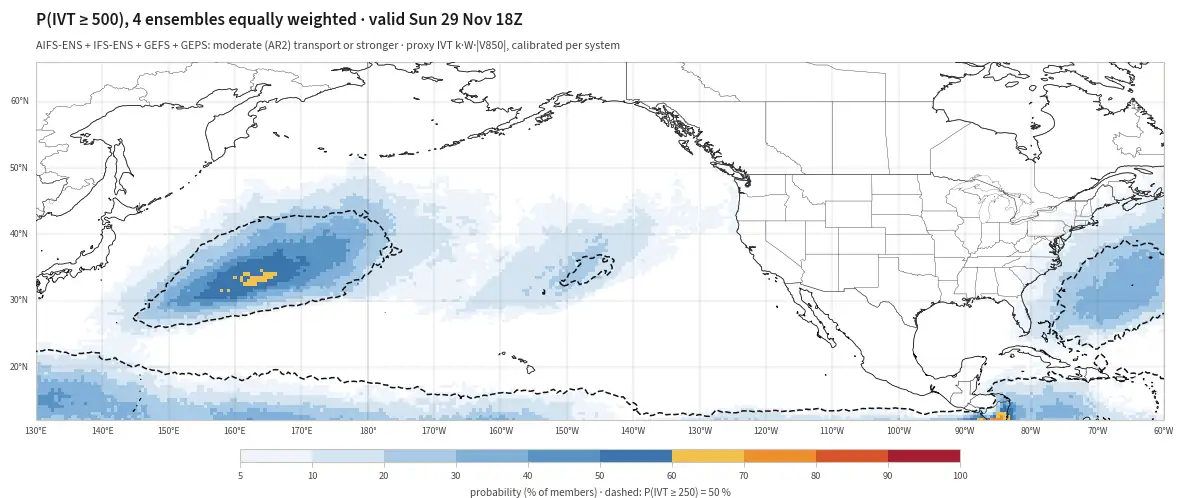 P(IVT ≥ 500), 4 ensembles equally weighted · valid Sun 29 Nov 18Z
AIFS-ENS + IFS-ENS + GEFS + GEPS: moderate (AR2) transport or stronger · proxy IVT k·W·|V850|, calibrated per system
60°N
50°N
40°N
30°N
20°N
130°E 140°E 150°E 160°E 170°E 180° 170°W 160°W 150°W 140°W 130°W 120°W 110°W 100°W 90°W 80°W 70°W 60°W
5 10 20 30 40 50 60 70 80 90 100
probability (% of members) · dashed: P(IVT ≥ 250) = 50 %